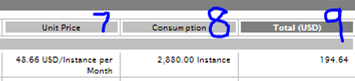 7 8 9
Unit Price Consumption Total (USD)
48.66 USD/Instance per 2,880.00 Instance 194.64
Month